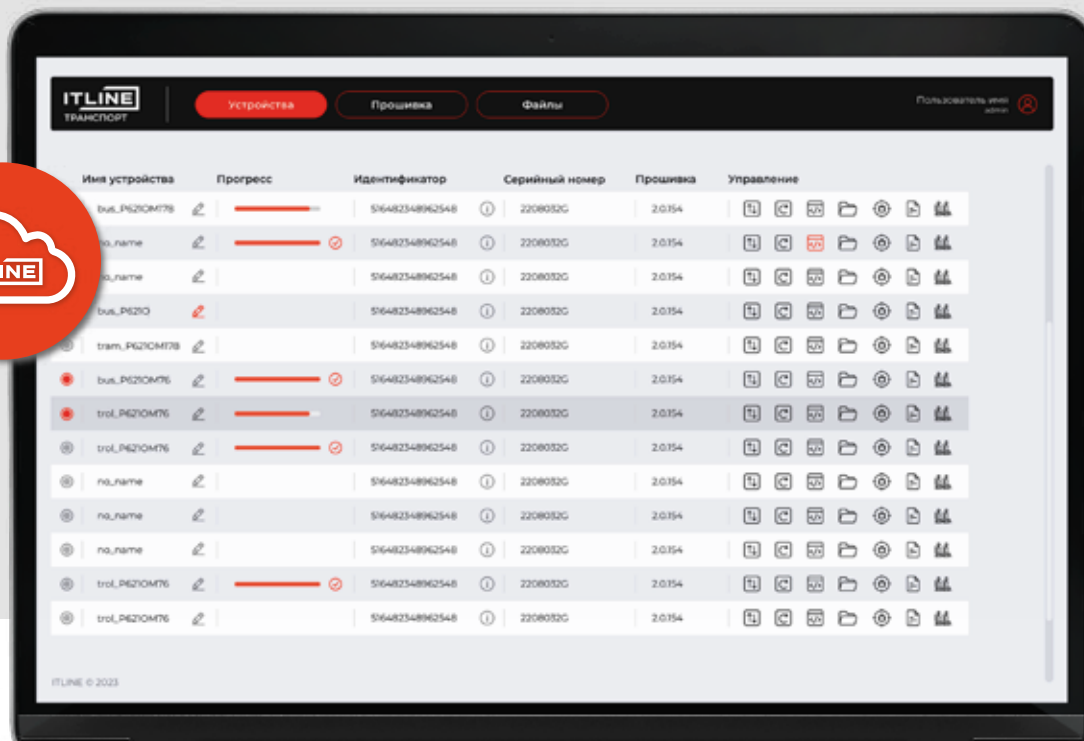 ITLINE
ТРАНСПОРТ
Устройства Прошивка Файлы
Пользователь имя
admin
Имя устройства Прогресс Идентификатор Серийный номер Прошивка Управление
bus_P621OM178 516482348962548 2208032G 2.0.154
no_name 516482348962548 2208032G 2.0.154
no_name 516482348962548 2208032G 2.0.154
bus_P621O 516482348962548 2208032G 2.0.154
tram_P621OM178 516482348962548 2208032G 2.0.154
bus_P621OM76 516482348962548 2208032G 2.0.154
trol_P621OM76 516482348962548 2208032G 2.0.154
trol_P621OM76 516482348962548 2208032G 2.0.154
no_name 516482348962548 2208032G 2.0.154
no_name 516482348962548 2208032G 2.0.154
no_name 516482348962548 2208032G 2.0.154
trol_P621OM76 516482348962548 2208032G 2.0.154
trol_P621OM76 516482348962548 2208032G 2.0.154
ITLINE © 2023